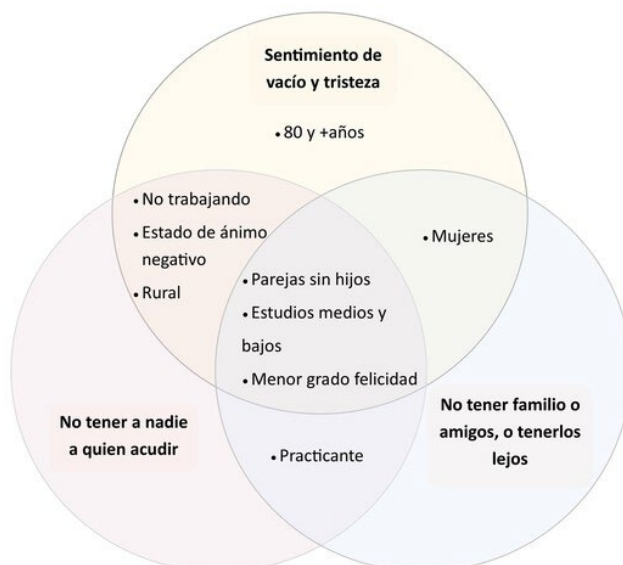 Sentimiento de
vacío y tristeza
• 80 y +años
• No trabajando
• Estado de ánimo
negativo
• Rural
• Mujeres
• Parejas sin hijos
• Estudios medios y
bajos
• Menor grado felicidad
No tener a nadie
a quien acudir
No tener familio o
amigos, o tenerlos
lejos
• Practicante